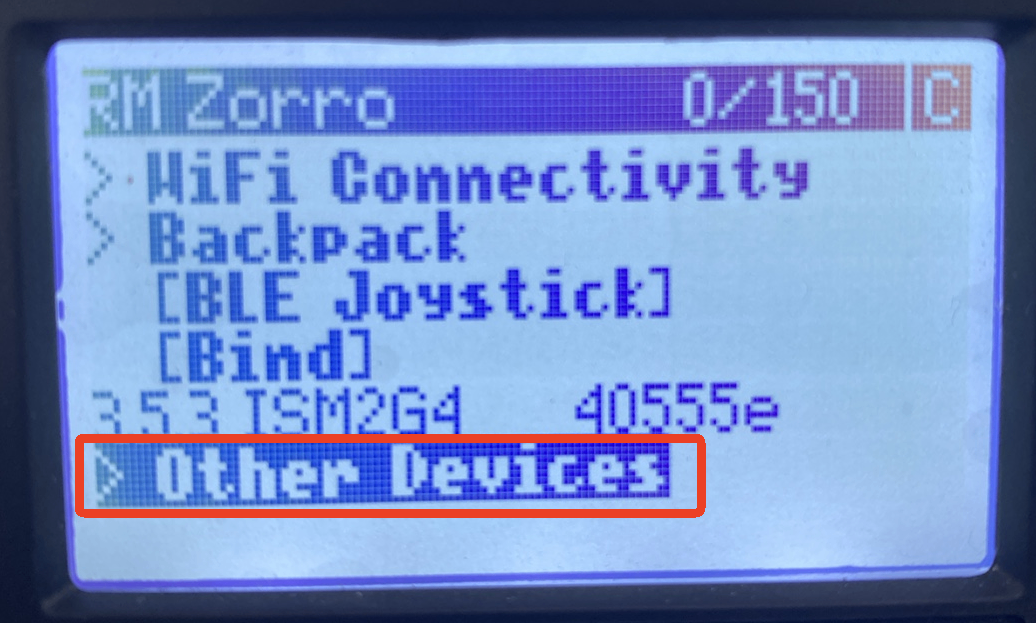 RM Zorro 0/150 C
> WiFi Connectivity
> Backpack
[BLE Joystick]
[Bind]
3.5.3 ISM2G4 40555e
> Other Devices